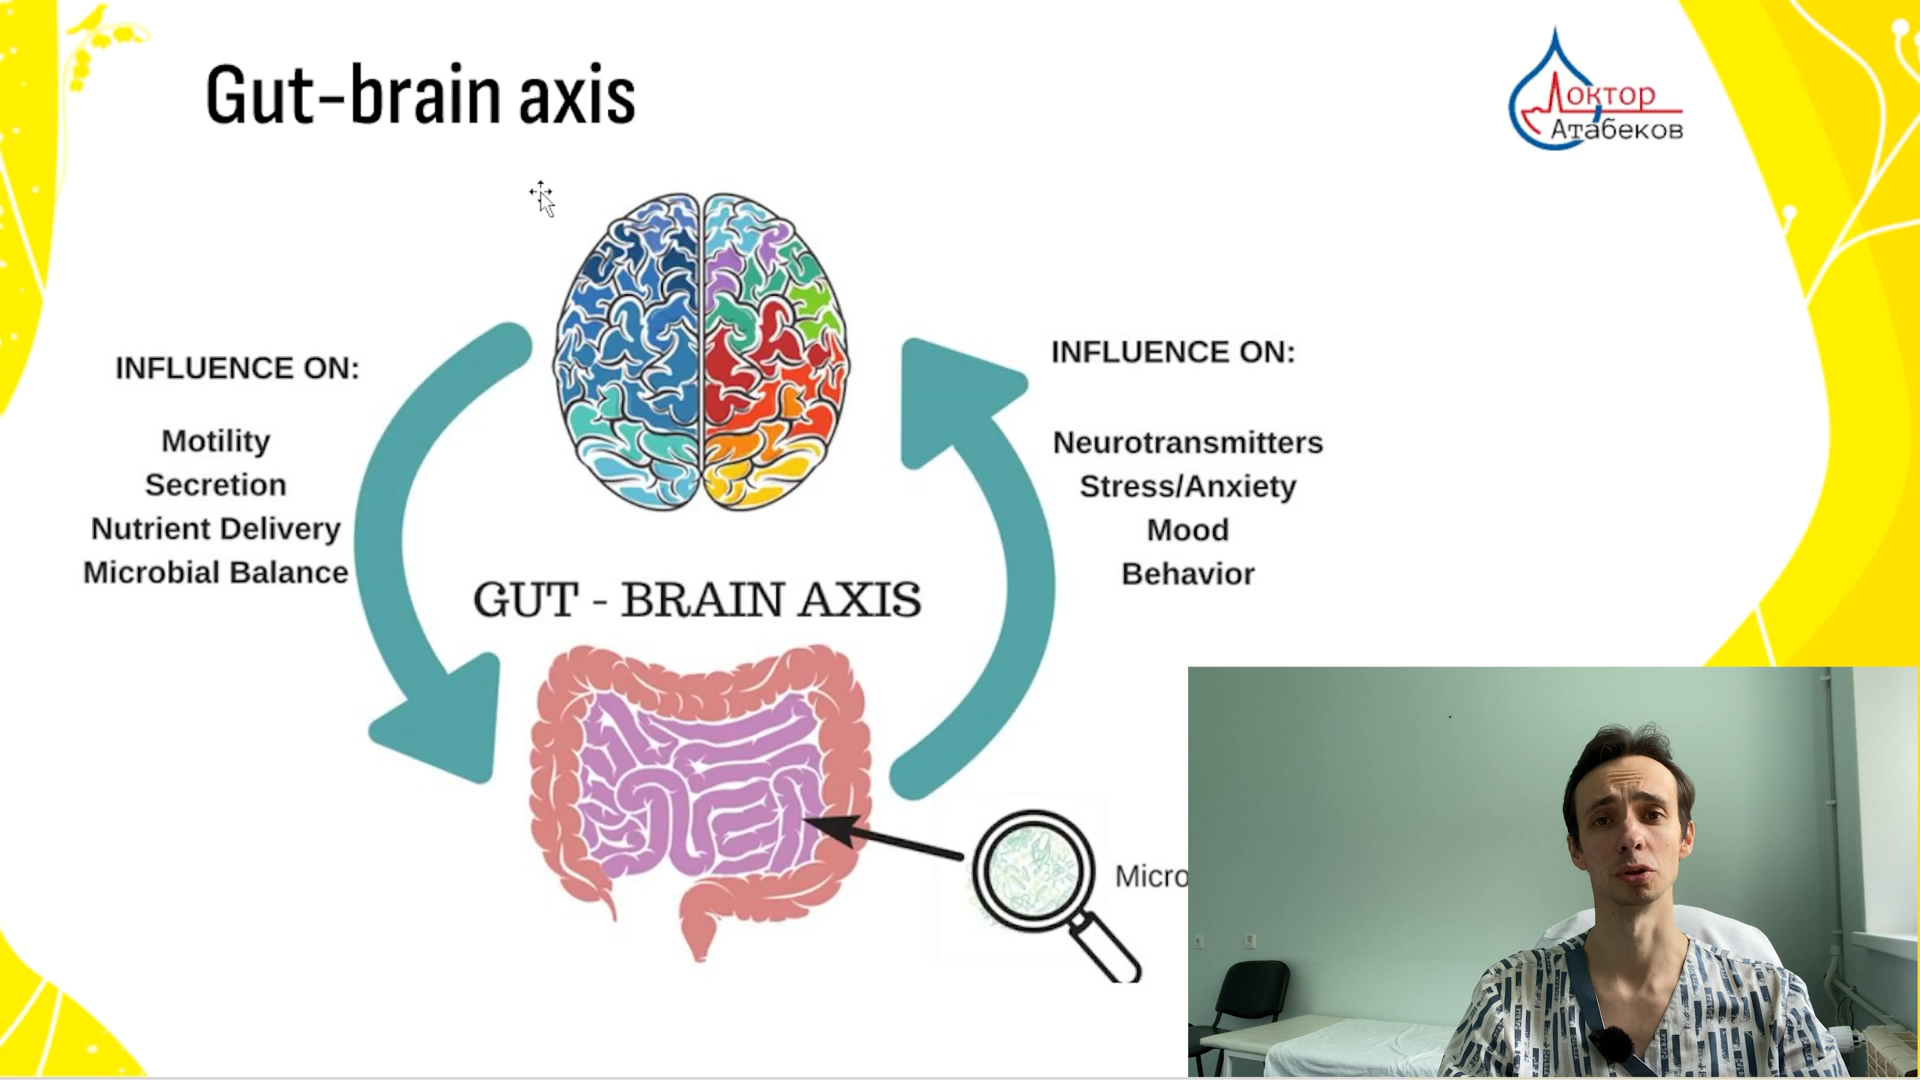 Gut-brain axis
Доктор
Атабеков
INFLUENCE ON:
Motility
Secretion
Nutrient Delivery
Microbial Balance
INFLUENCE ON:
Neurotransmitters
Stress/Anxiety
Mood
Behavior
GUT - BRAIN AXIS
Micro